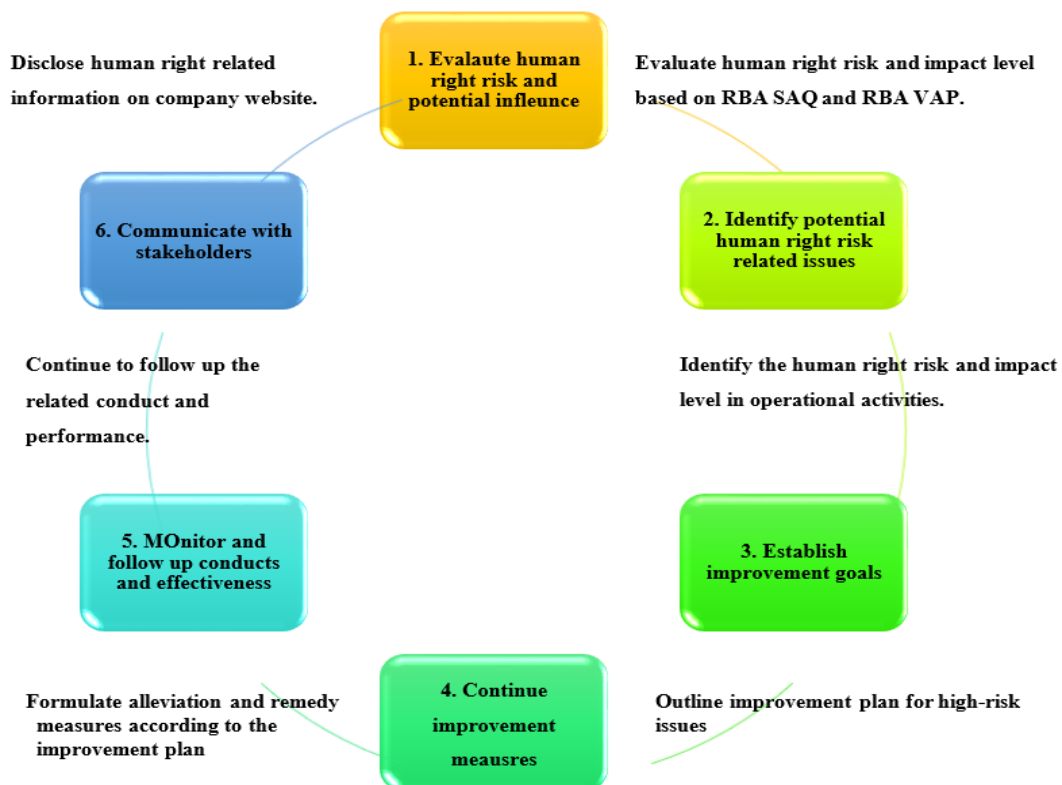 1. Evalaute human
right risk and
potential infleunce
Evaluate human right risk and impact level
based on RBA SAQ and RBA VAP.
2. Identify potential
human right risk
related issues
Identify the human right risk and impact
level in operational activities.
3. Establish
improvement goals
Outline improvement plan for high-risk
issues
4. Continue
improvement
meausres
Formulate alleviation and remedy
measures according to the
improvement plan
5. MOnitor and
follow up conducts
and effectiveness
Continue to follow up the
related conduct and
performance.
6. Communicate with
stakeholders
Disclose human right related
information on company website.